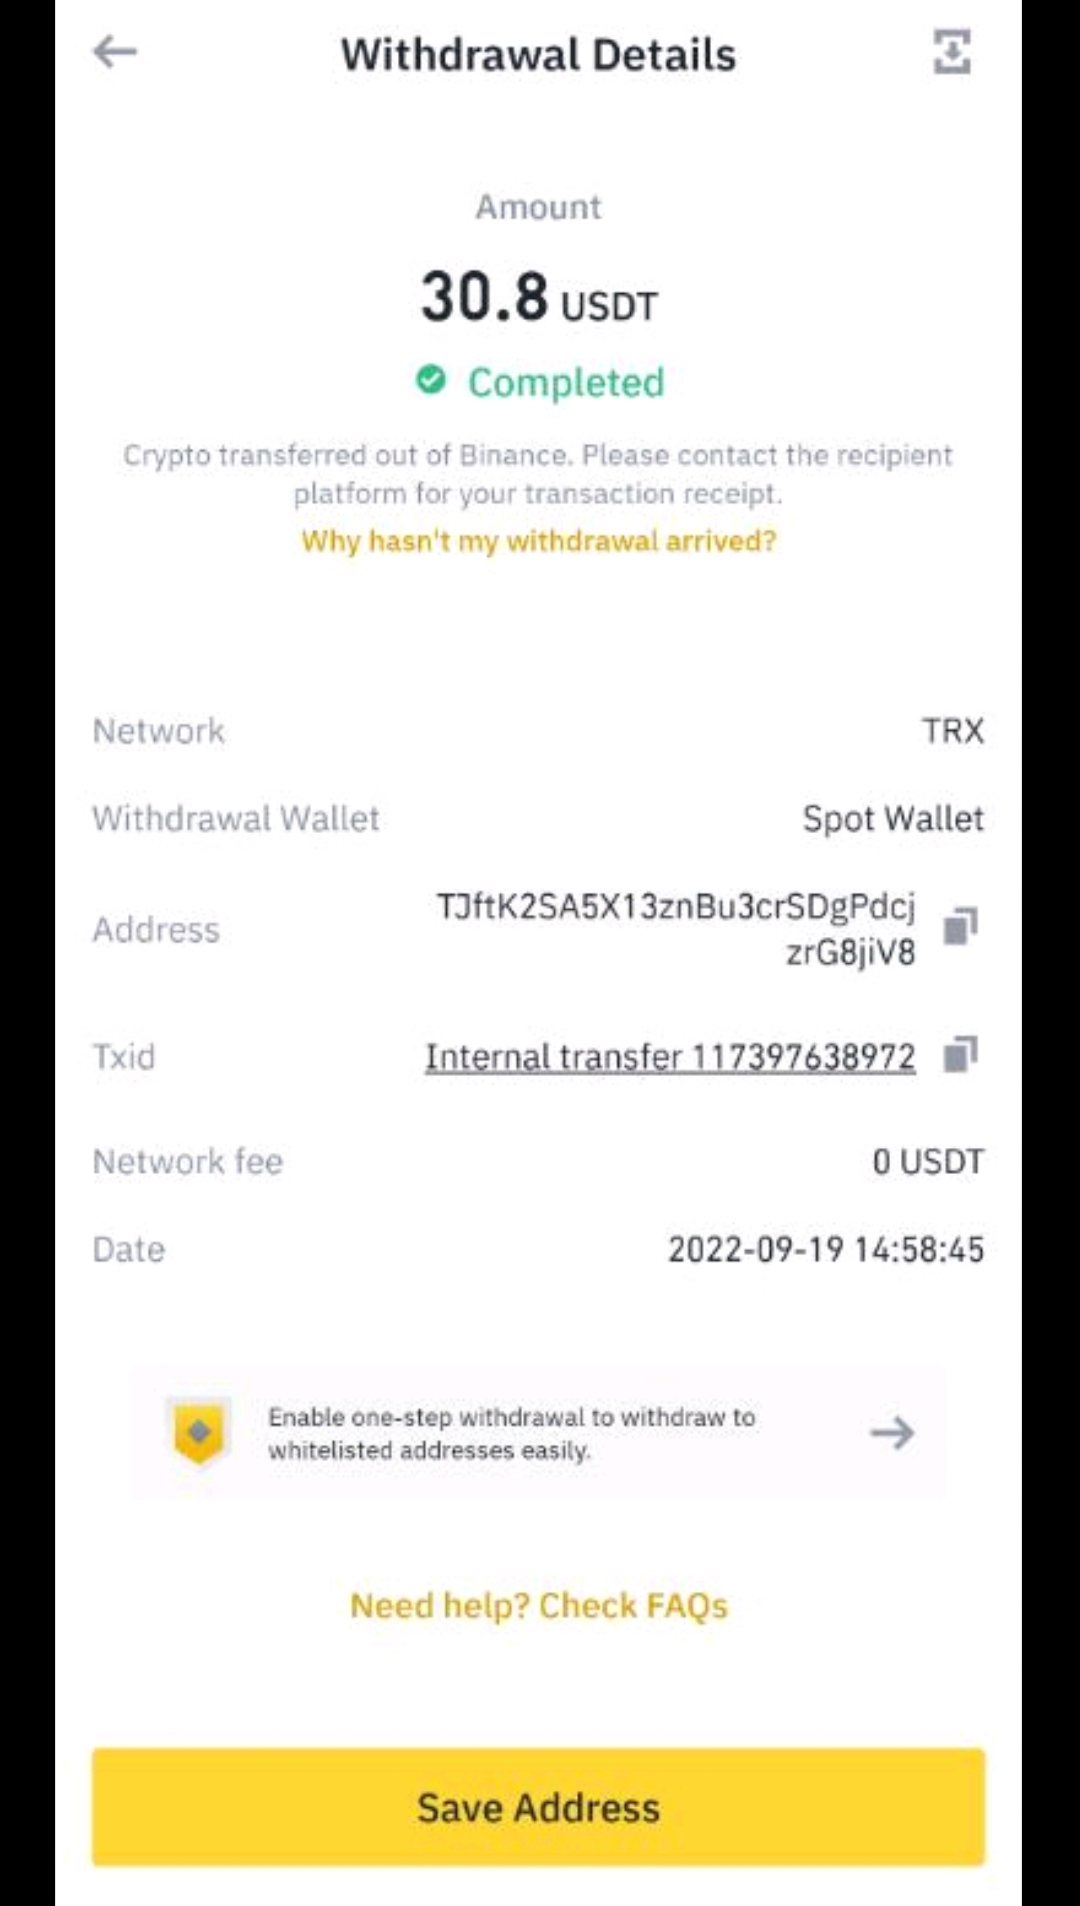 Withdrawal Details
Amount
30.8 USDT
Completed
Crypto transferred out of Binance. Please contact the recipient
platform for your transaction receipt.
Why hasn't my withdrawal arrived?
Network TRX
Withdrawal Wallet Spot Wallet
Address TJftK2SA5X13znBu3crSDgPdcj
zrG8jiV8
Txid Internal transfer 117397638972
Network fee 0 USDT
Date 2022-09-19 14:58:45
Enable one-step withdrawal to withdraw to
whitelisted addresses easily.
Need help? Check FAQs
Save Address